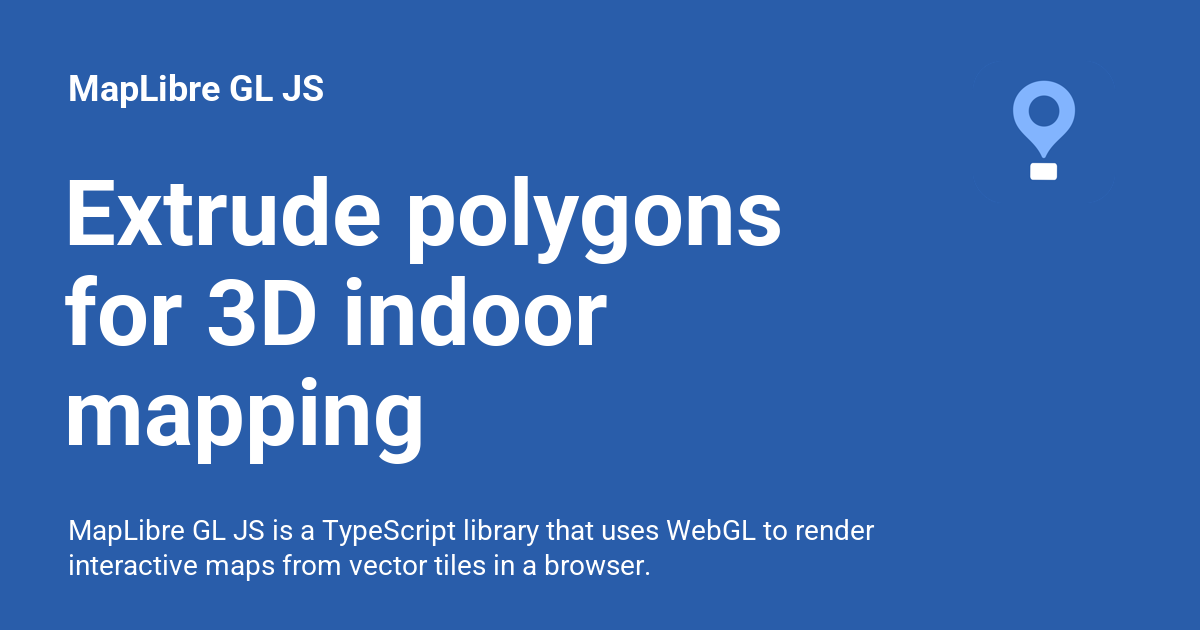 MapLibre GL JS
Extrude polygons
for 3D indoor
mapping
MapLibre GL JS is a TypeScript library that uses WebGL to render
interactive maps from vector tiles in a browser.